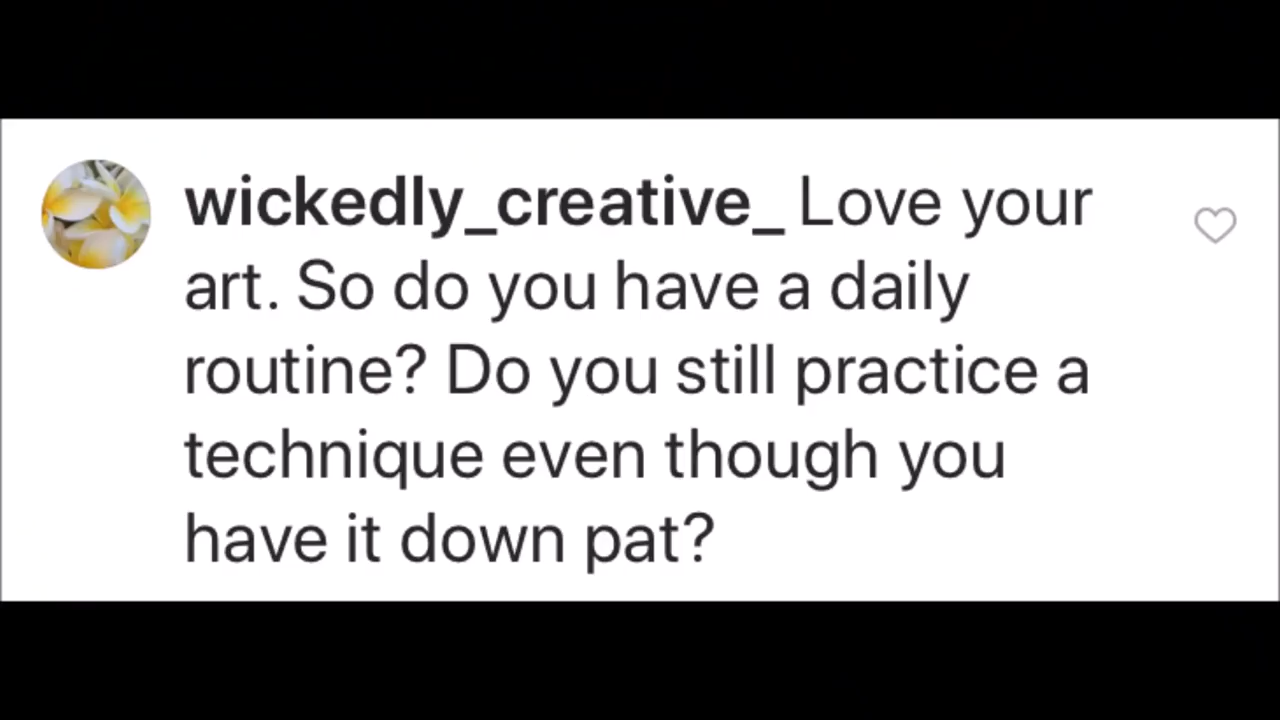 wickedly_creative_ Love your
art. So do you have a daily
routine? Do you still practice a
technique even though you
have it down pat?